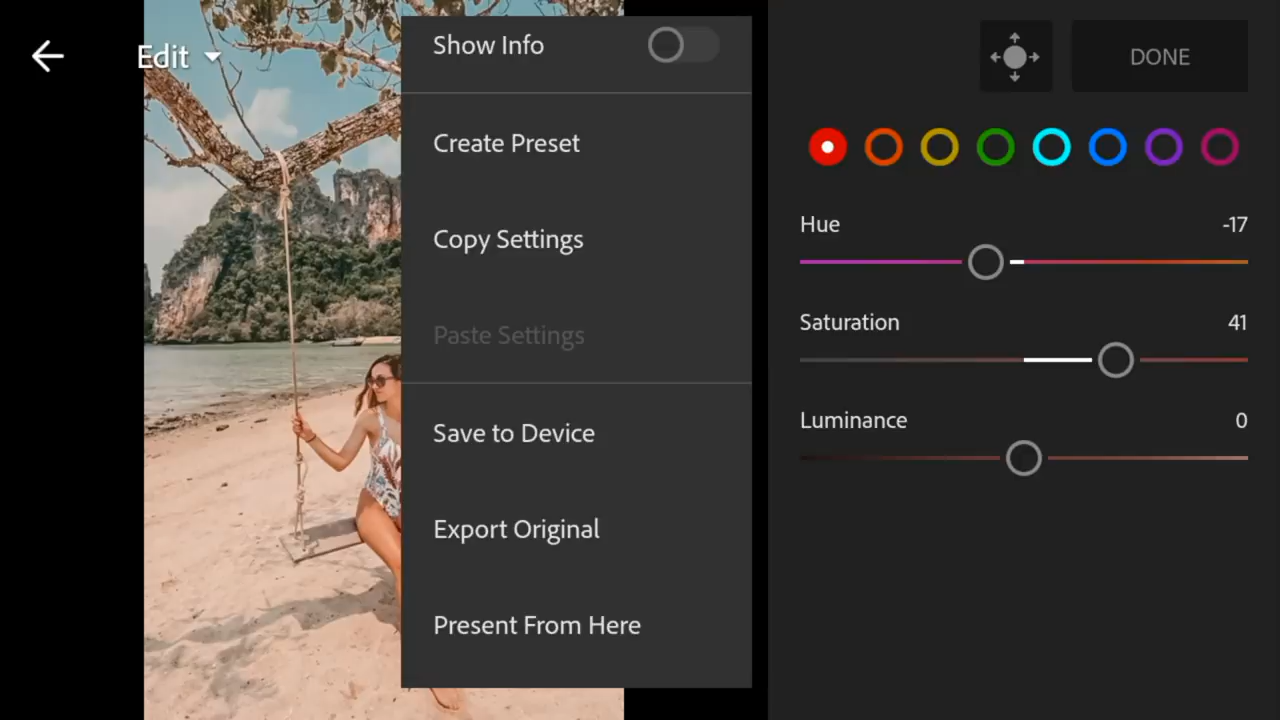 Edit
Show Info
Create Preset
Copy Settings
Paste Settings
Save to Device
Export Original
Present From Here
DONE
Hue -17
Saturation 41
Luminance 0